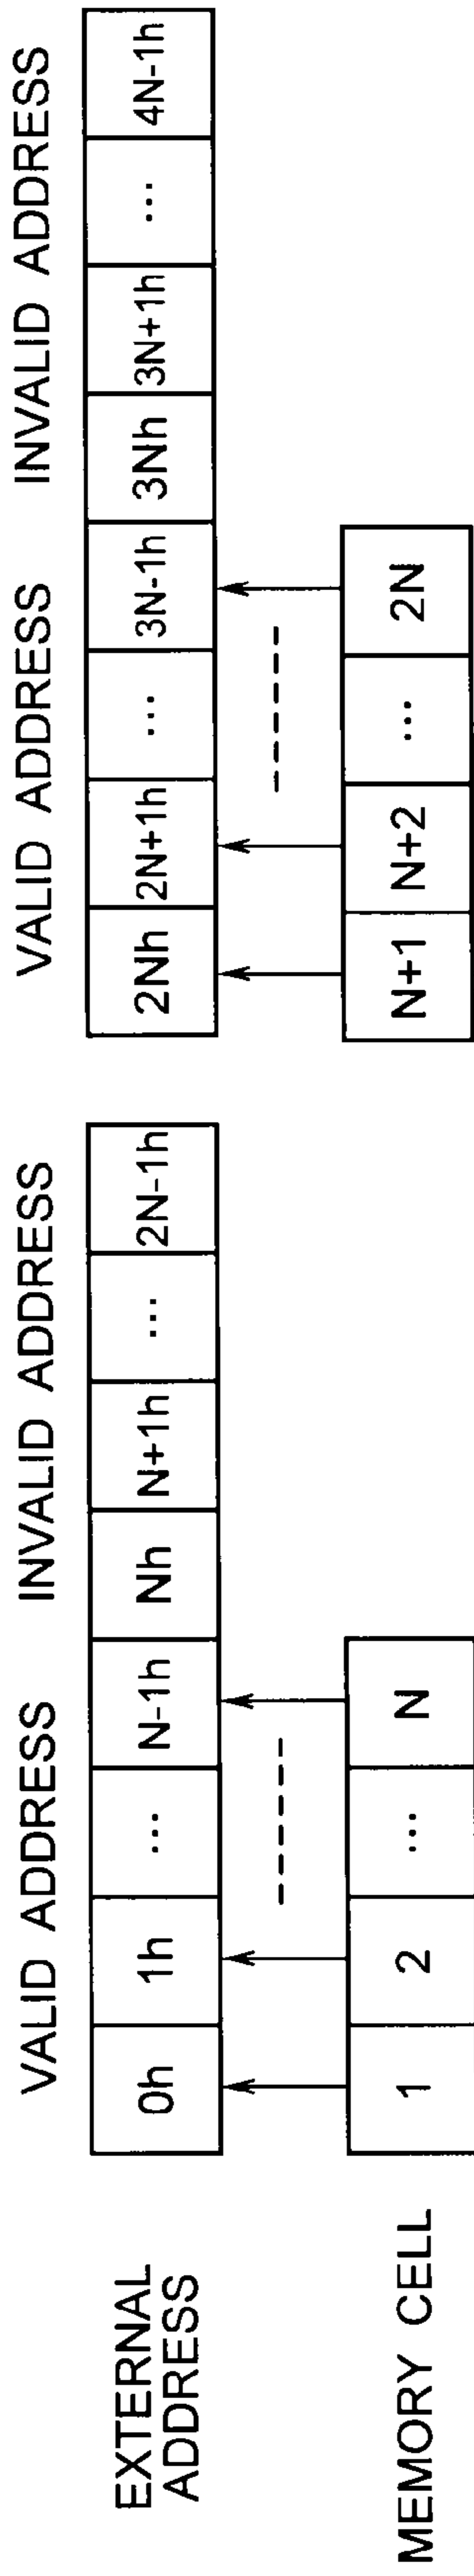 VALID ADDRESS INVALID ADDRESS VALID ADDRESS INVALID ADDRESS
EXTERNAL
ADDRESS
0h 1h ... N-1h Nh N+1h ... 2N-1h 2Nh 2N+1h ... 3N-1h 3Nh 3N+1h ... 4N-1h
MEMORY CELL
1 2 ... N N+1 N+2 ... 2N